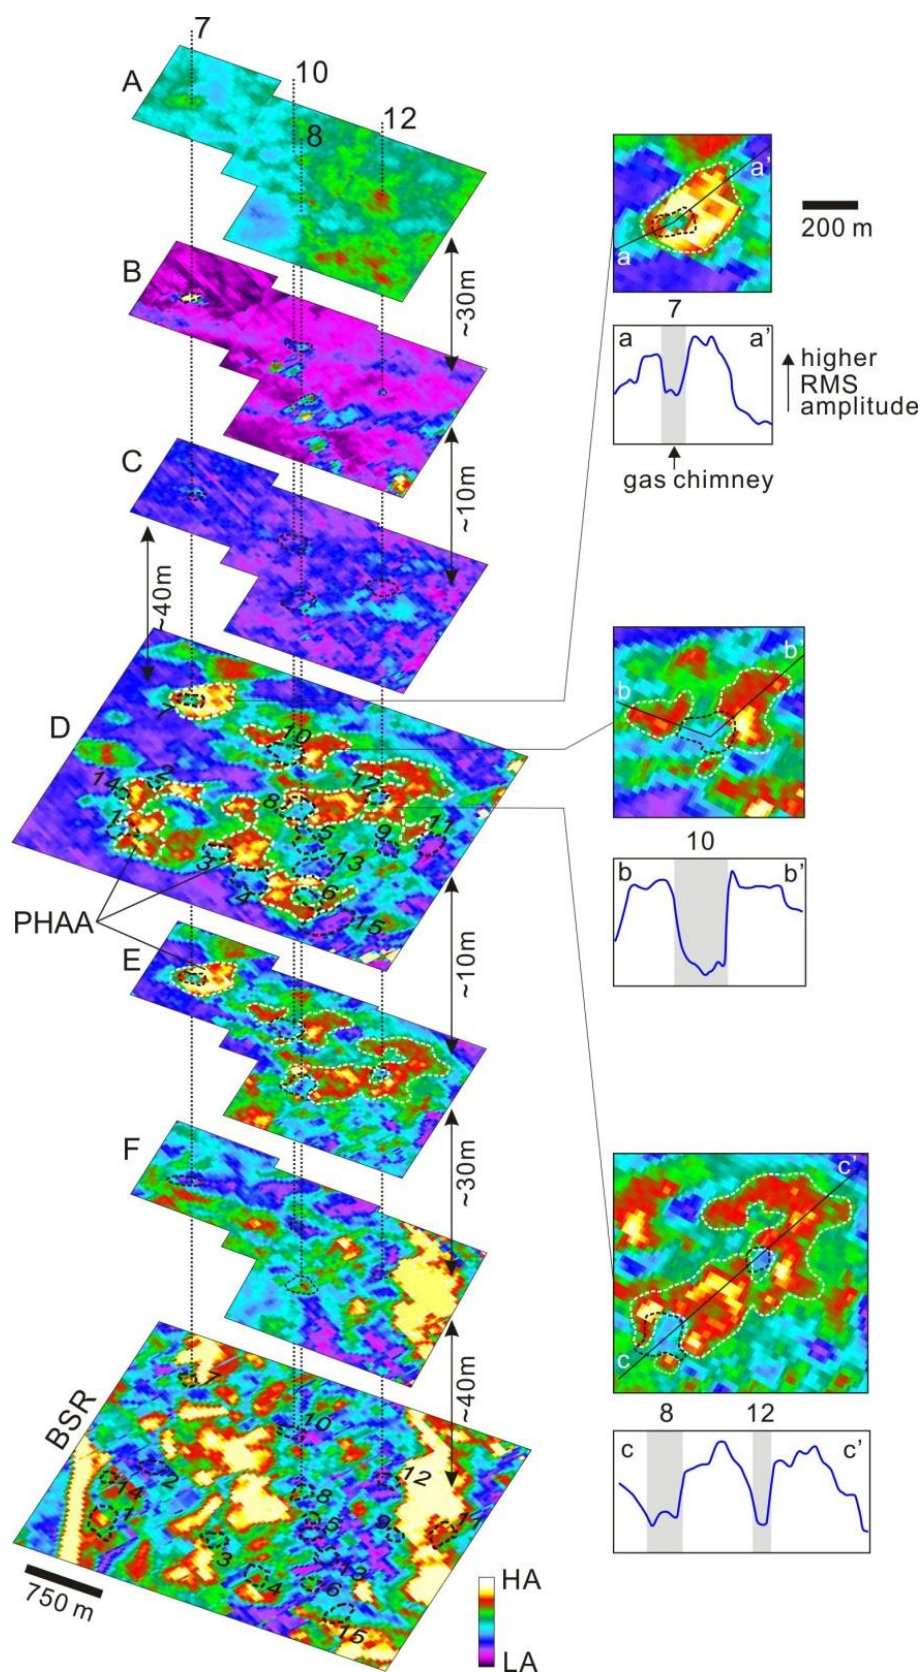 7
10
8
12
A
~30m
B
~10m
C
~40m
D
7
10
14
2
12
8
1
5
9
11
3
13
4
6
15
PHAA
~10m
E
~30m
F
~40m
BSR
7
10
2
14
12
1
8
5
9
11
3
13
4
6
15
750 m
HA
LA
a'
a
200 m
7
a a'
higher
RMS
amplitude
gas chimney
b'
b
10
b b'
c'
c
8 12
c c'